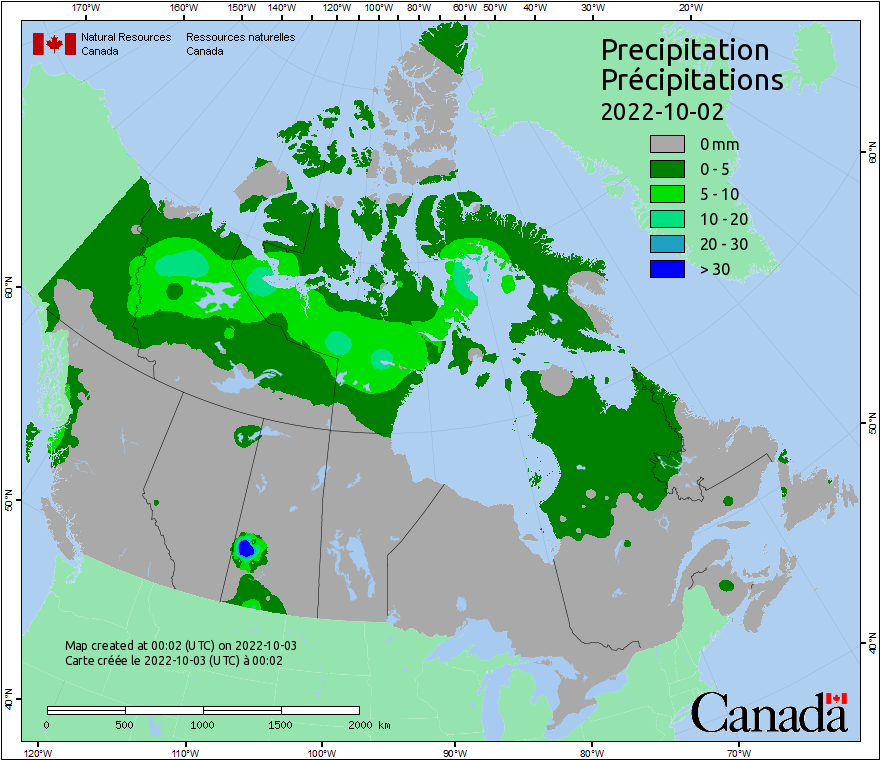 170°W 160°W 150°W 140°W 120°W 100°W 80°W 60°W 50°W 40°W 30°W 20°W
Natural Resources Ressources naturelles
Canada Canada
Precipitation
Précipitations
2022-10-02
0 mm
0 - 5
5 - 10
10 - 20
20 - 30
> 30
60°N
60°N
50°N
50°N
40°N
40°N
Map created at 00:02 (UTC) on 2022-10-03
Carte créée le 2022-10-03 (UTC) à 00:02
0 500 1000 1500 2000 km
Canada
120°W 110°W 100°W 90°W 80°W 70°W